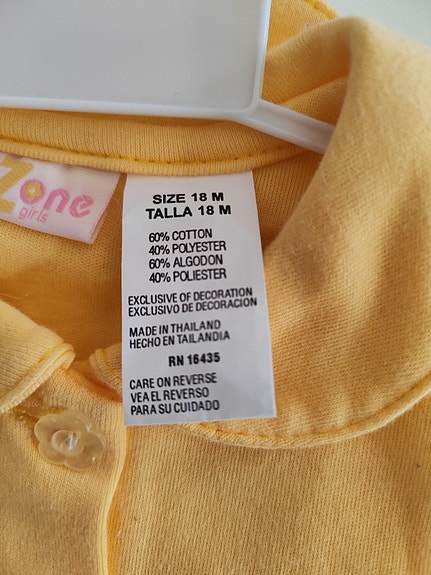 Zone
girls
SIZE 18 M
TALLA 18 M
60% COTTON
40% POLYESTER
60% ALGODON
40% POLIESTER
EXCLUSIVE OF DECORATION
EXCLUSIVO DE DECORACION
MADE IN THAILAND
HECHO EN TAILANDIA
RN 16435
CARE ON REVERSE
VEA EL REVERSO
PARA SU CUIDADO